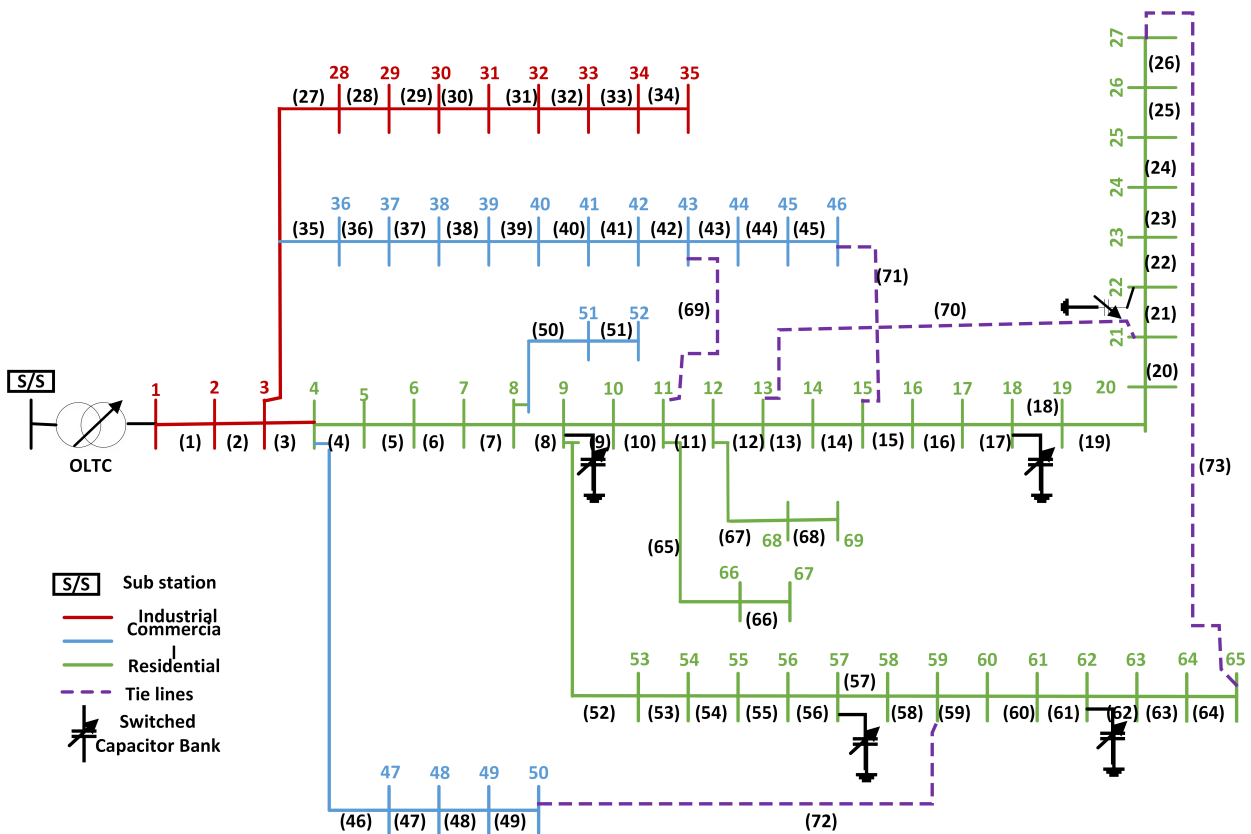 27
(26)
28 29 30 31 32 33 34 35
26
(27) (28) (29) (30) (31) (32) (33) (34)
(25)
25
(24)
24
36 37 38 39 40 41 42 43 44 45 46
(23)
(35) (36) (37) (38) (39) (40) (41) (42) (43) (44) (45)
23
(22)
(71)
22
(69)
(70)
(21)
51 52
(50) (51)
21
S/S
(20)
1 2 3 4 5 6 7 8 9 10 11 12 13 14 15 16 17 18 19 20
(18)
(1) (2) (3) (4) (5) (6) (7) (8) (9) (10) (11) (12) (13) (14) (15) (16) (17) (19)
OLTC
(73)
(67) 68 (68) 69
(65)
66 67
S/S Sub station
(66)
Industrial
Commercia
l
Residential
53 54 55 56 57 58 59 60 61 62 63 64 65
(57)
Tie lines
(52) (53) (54) (55) (56) (58) (59) (60) (61) (62) (63) (64)
Switched
Capacitor Bank
47 48 49 50
(46) (47) (48) (49) (72)